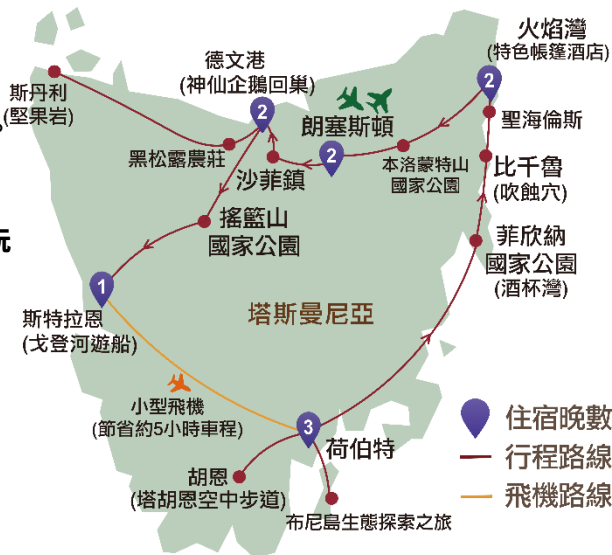 火焰灣
(特色帳篷酒店)
德文港
(神仙企鵝回巢)
斯丹利
(堅果岩)
2
2
朗塞斯頓
聖海倫斯
黑松露農莊
沙菲鎮
2
本洛蒙特山
國家公園
比千魯
(吹蝕穴)
搖籃山
國家公園
玩
菲欣納
國家公園
(酒杯灣)
1
斯特拉恩
(戈登河遊船)
塔斯曼尼亞
小型飛機
(節省約5小時車程)
3
荷伯特
胡恩
(塔胡恩空中步道)
布尼島生態探索之旅
住宿晚數
行程路線
飛機路線